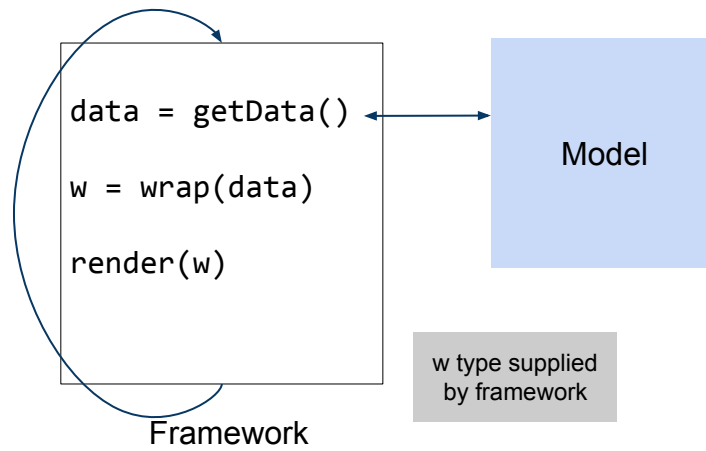 data = getData()
Model
w = wrap(data)
render(w)
w type supplied
by framework
Framework